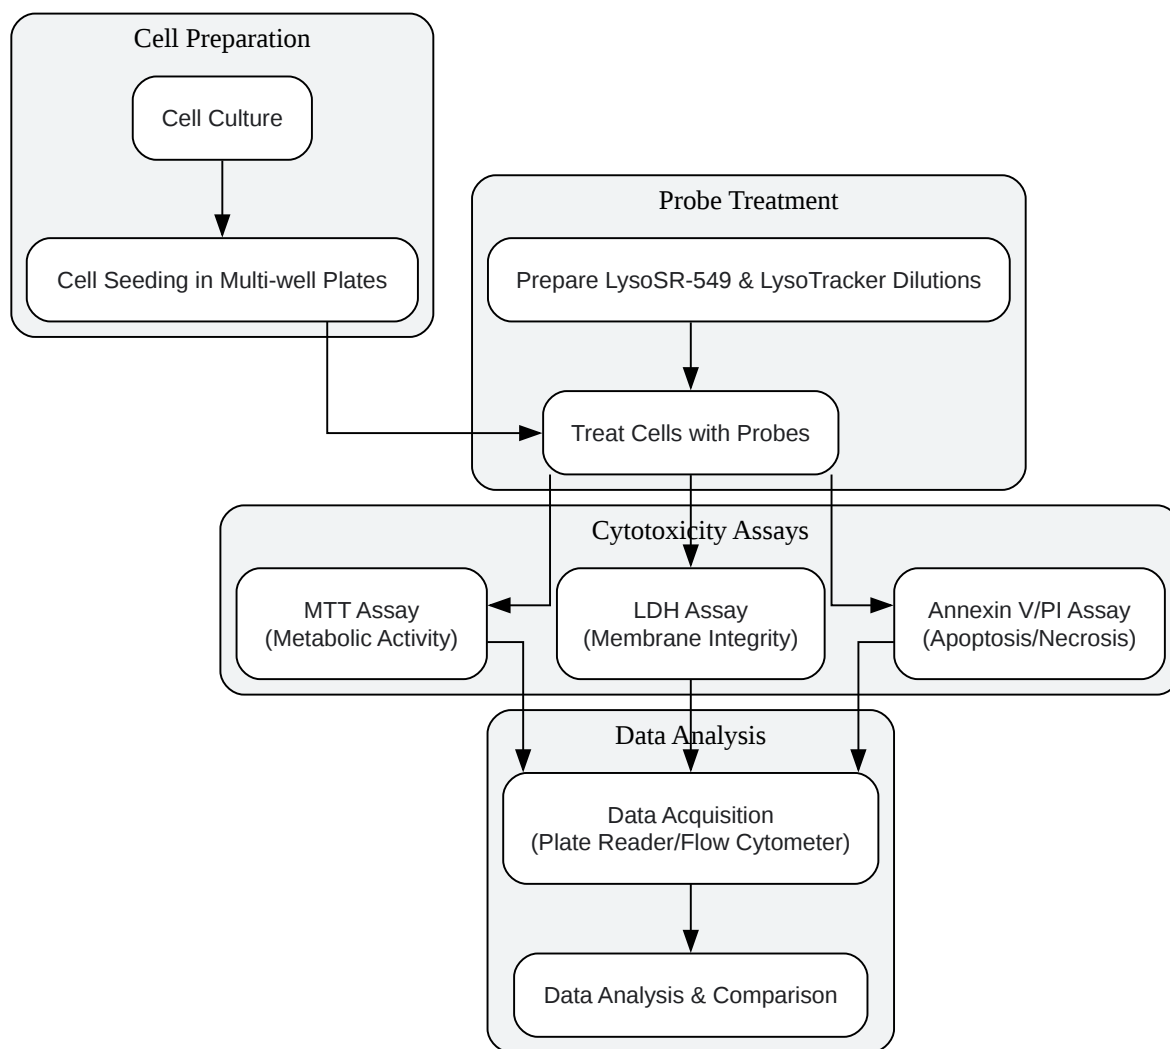 Cell Preparation
Cell Culture
Cell Seeding in Multi-well Plates
Probe Treatment
Prepare LysoSR-549 & LysoTracker Dilutions
Treat Cells with Probes
Cytotoxicity Assays
MTT Assay
(Metabolic Activity)
LDH Assay
(Membrane Integrity)
Annexin V/PI Assay
(Apoptosis/Necrosis)
Data Analysis
Data Acquisition
(Plate Reader/Flow Cytometer)
Data Analysis & Comparison